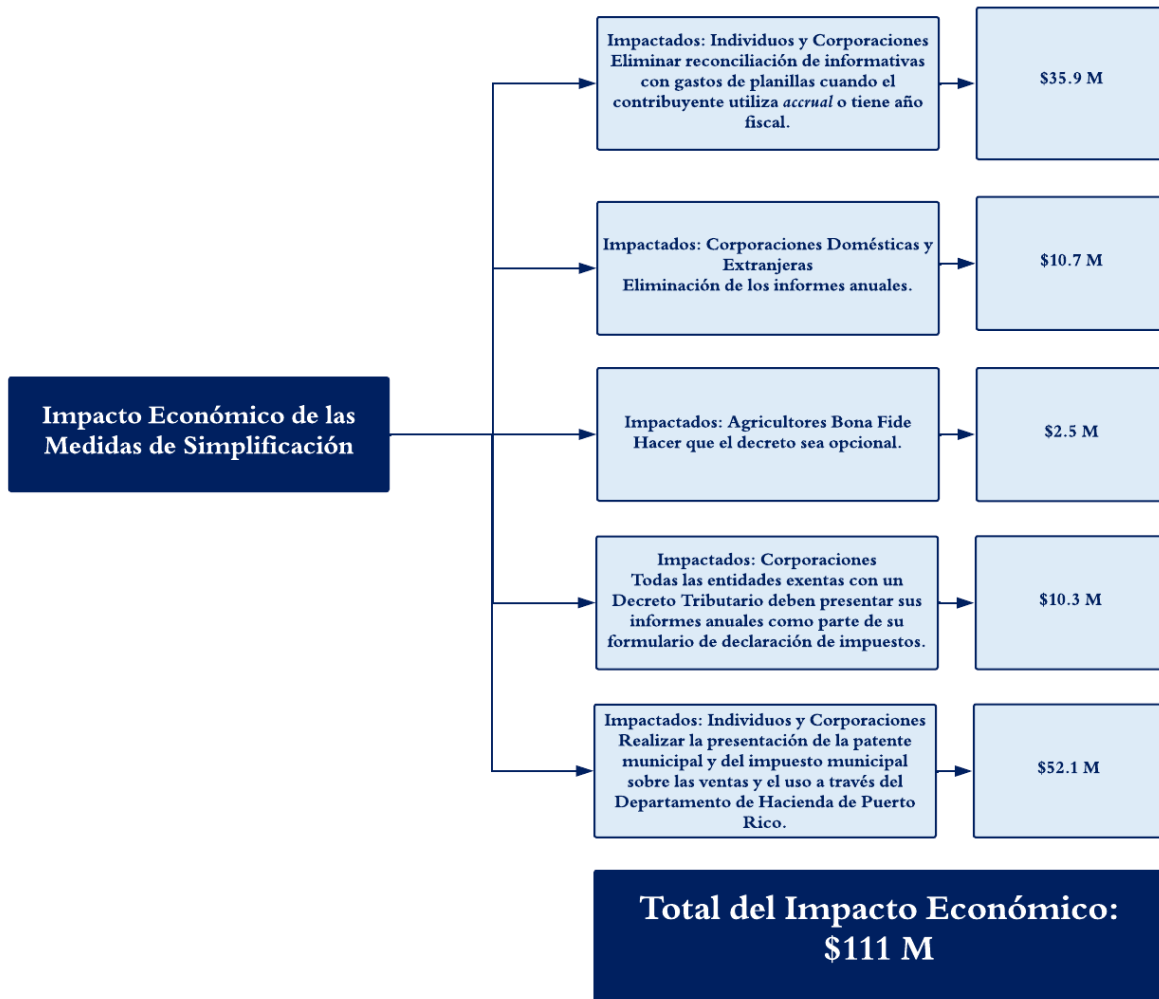 Impactados: Individuos y Corporaciones
Eliminar reconciliación de informativas
con gastos de planillas cuando el
contribuyente utiliza accrual o tiene año
fiscal.
$35.9 M
Impactados: Corporaciones Domésticas y
Extranjeras
Eliminación de los informes anuales.
$10.7 M
Impacto Económico de las
Medidas de Simplificación
Impactados: Agricultores Bona Fide
Hacer que el decreto sea opcional.
$2.5 M
Impactados: Corporaciones
Todas las entidades exentas con un
Decreto Tributario deben presentar sus
informes anuales como parte de su
formulario de declaración de impuestos.
$10.3 M
Impactados: Individuos y Corporaciones
Realizar la presentación de la patente
municipal y del impuesto municipal
sobre las ventas y el uso a través del
Departamento de Hacienda de Puerto
Rico.
$52.1 M
Total del Impacto Económico:
$111 M